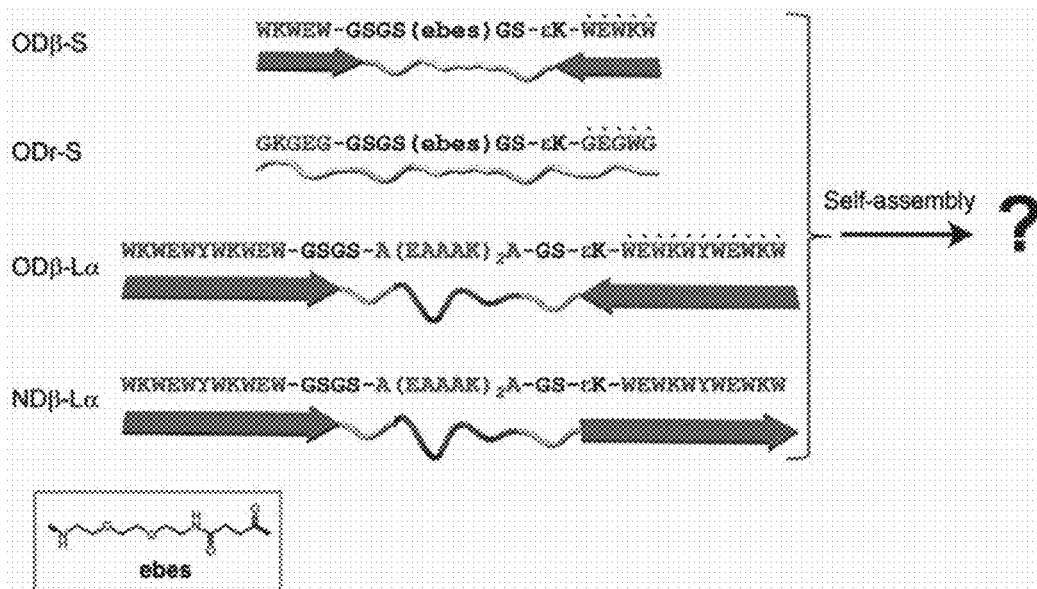 ODβ-S
WKWEW-GSGS(ebes)GS-εK-WEWKW
ODr-S
GKGEG-GSGS(ebes)GS-εK-GEGWG
Self-assembly
?
ODβ-Lα
WKWEWYWKWEW-GSGS-A(EAAAK)2A-GS-εK-WEWKWYWEWKW
NDβ-Lα
WKWEWYWKWEW-GSGS-A(EAAAK)2A-GS-εK-WEWKWYWEWKW
H
N
O
O
N
H
O
O
ebes